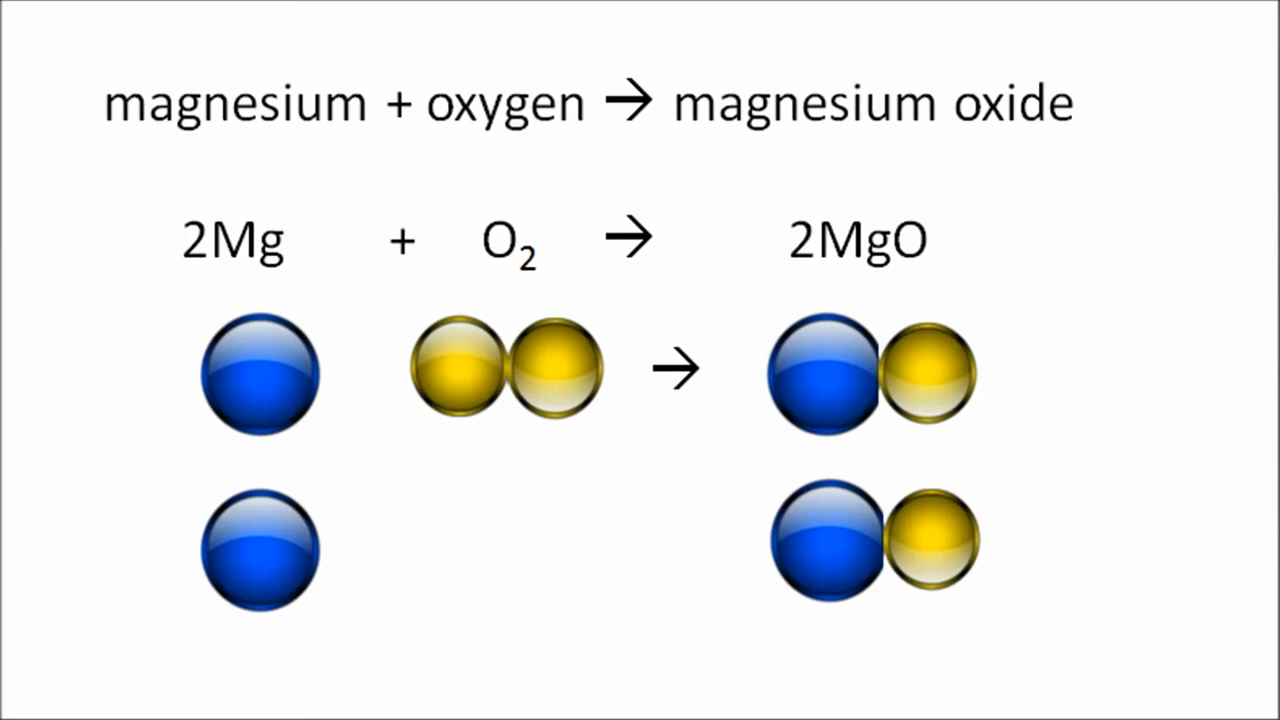 magnesium + oxygen → magnesium oxide
2Mg + O₂ → 2MgO
→